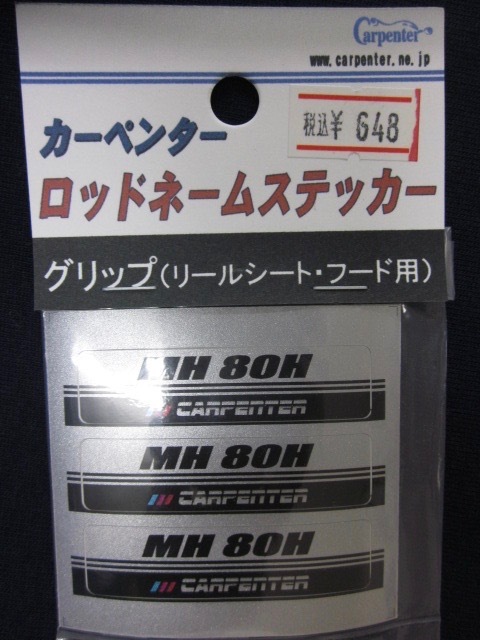 Carpenter
www.carpenter.ne.jp
税込¥ 648
カーペンター
ロッドネームステッカー
グリップ(リールシート・フード用)
MH 80H
CARPENTER
MH 80H
CARPENTER
MH 80H
CARPENTER